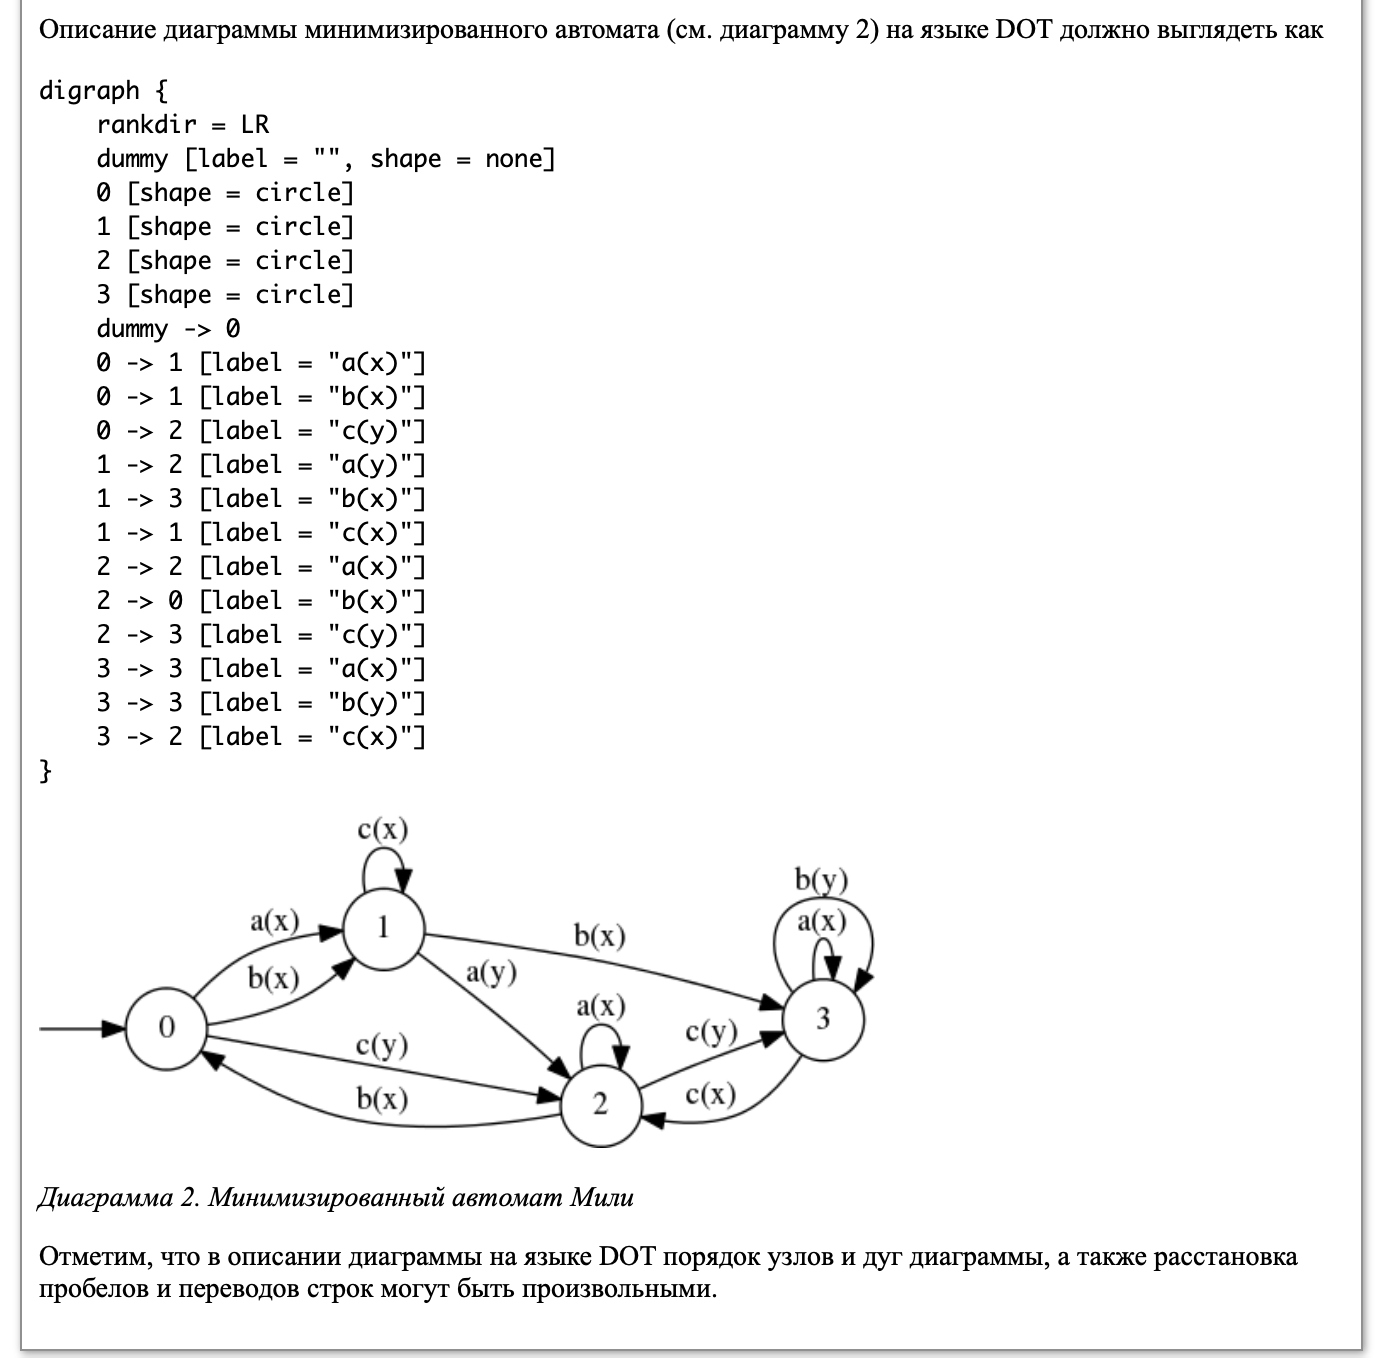 Описание диаграммы минимизированного автомата (см. диаграмму 2) на языке DOT должно выглядеть как
digraph {
    rankdir = LR
    dummy [label = "", shape = none]
    0 [shape = circle]
    1 [shape = circle]
    2 [shape = circle]
    3 [shape = circle]
    dummy -> 0
    0 -> 1 [label = "a(x)"]
    0 -> 1 [label = "b(x)"]
    0 -> 2 [label = "c(y)"]
    1 -> 2 [label = "a(y)"]
    1 -> 3 [label = "b(x)"]
    1 -> 1 [label = "c(x)"]
    2 -> 2 [label = "a(x)"]
    2 -> 0 [label = "b(x)"]
    2 -> 3 [label = "c(y)"]
    3 -> 3 [label = "a(x)"]
    3 -> 3 [label = "b(y)"]
    3 -> 2 [label = "c(x)"]
}
c(x)
b(y)
a(x)
1
b(x)
a(x)
b(x)
a(y)
a(x)
0
c(y)
c(y)
3
b(x)
2
c(x)
Диаграмма 2. Минимизированный автомат Мили
Отметим, что в описании диаграммы на языке DOT порядок узлов и дуг диаграммы, а также расстановка
пробелов и переводов строк могут быть произвольными.